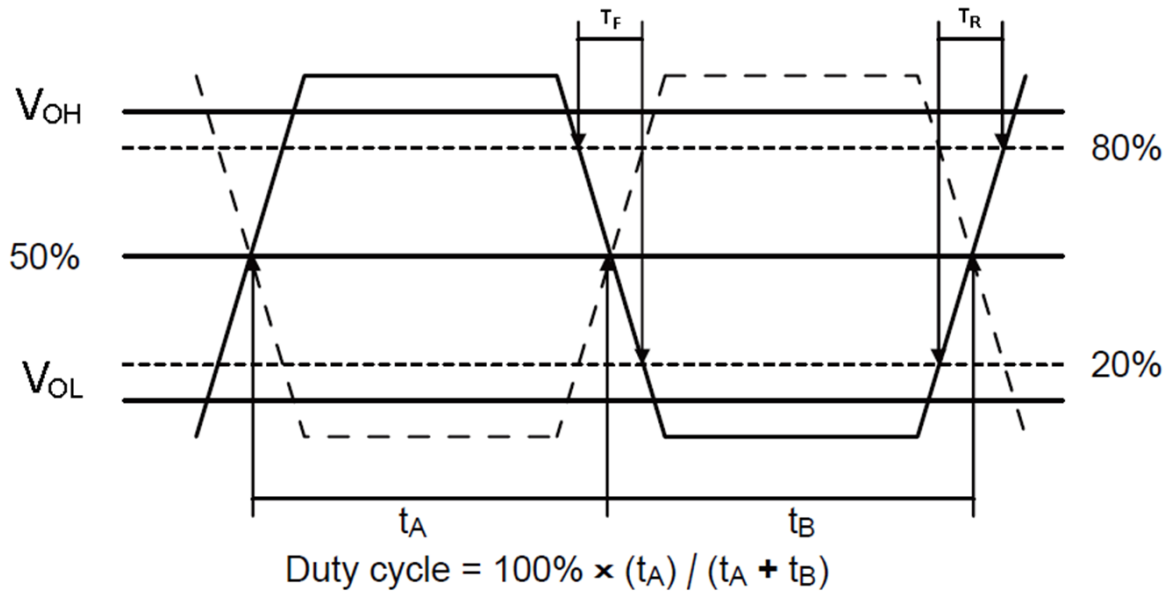 TF TR
VOH
80%
50%
20%
VOL
tA tB
Duty cycle = 100% × (tA) / (tA + tB)